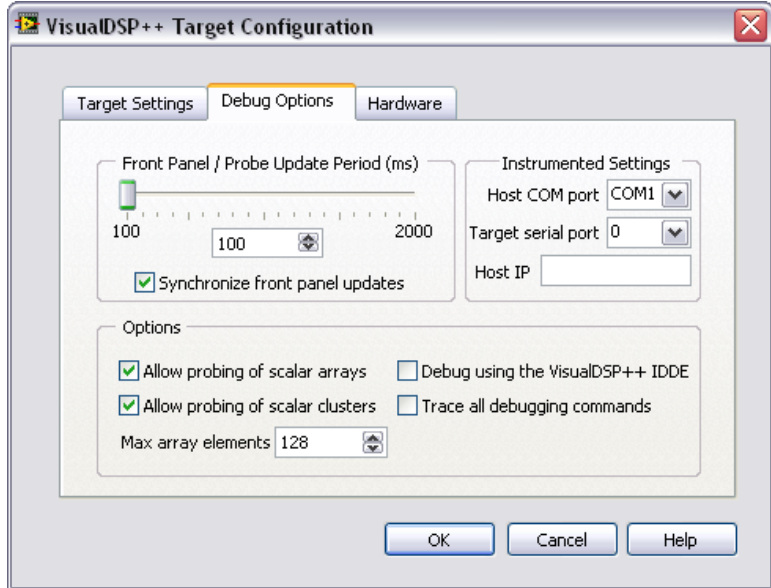 VisualDSP++ Target Configuration
Target Settings
Debug Options
Hardware
Front Panel / Probe Update Period (ms)
100
2000
100
Synchronize front panel updates
Instrumented Settings
Host COM port COM1
Target serial port 0
Host IP
Options
Allow probing of scalar arrays
Debug using the VisualDSP++ IDDE
Allow probing of scalar clusters
Trace all debugging commands
Max array elements 128
OK
Cancel
Help